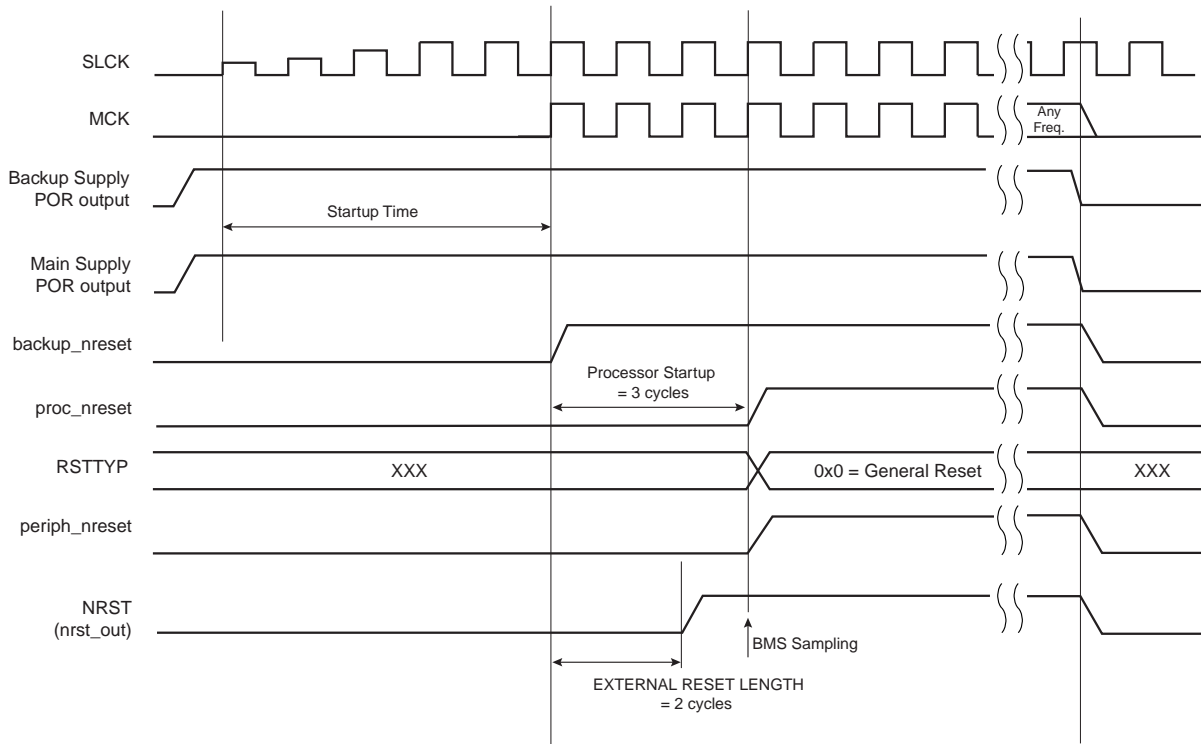 SLCK
MCK
Any
Freq.
Backup Supply
POR output
Startup Time
Main Supply
POR output
backup_nreset
Processor Startup
= 3 cycles
proc_nreset
RSTTYP
XXX
0x0 = General Reset
XXX
periph_nreset
NRST
(nrst_out)
BMS Sampling
EXTERNAL RESET LENGTH
= 2 cycles